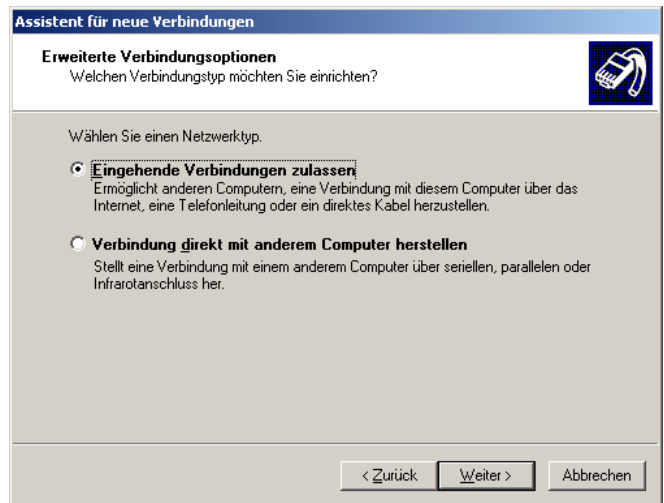 Assistent für neue Verbindungen
Erweiterte Verbindungsoptionen
Welchen Verbindungstyp möchten Sie einrichten?
Wählen Sie einen Netzwerktyp.
Eingehende Verbindungen zulassen
Ermöglicht anderen Computern, eine Verbindung mit diesem Computer über das
Internet, eine Telefonleitung oder ein direktes Kabel herzustellen.
Verbindung direkt mit anderem Computer herstellen
Stellt eine Verbindung mit einem anderem Computer über seriellen, parallelen oder
Infrarotanschluss her.
< Zurück Weiter > Abbrechen